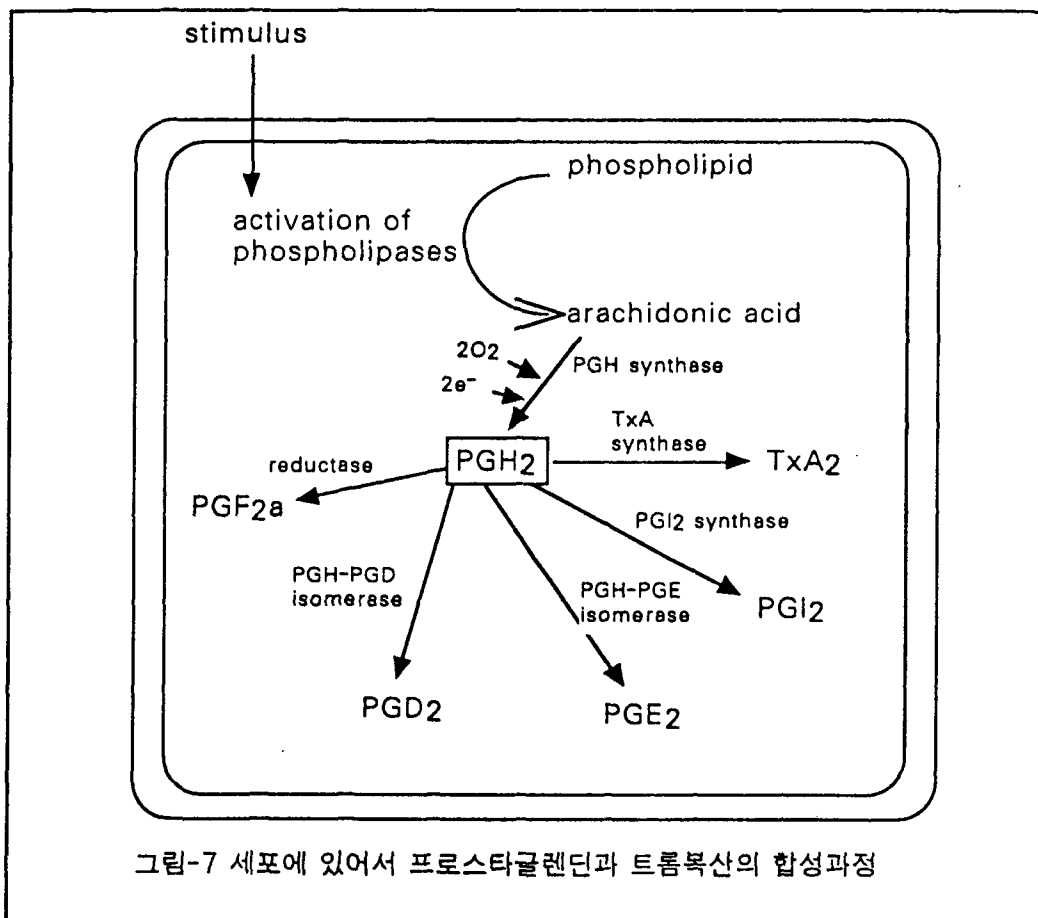 stimulus
phospholipid
activation of
phospholipases
arachidonic acid
2O2
PGH synthase
2e-
TxA
synthase
reductase
PGH2
TxA2
PGF2a
PGI2 synthase
PGH-PGD
isomerase
PGH-PGE
isomerase
PGI2
PGD2
PGE2
그림-7 세포에 있어서 프로스타글렌딘과 트롬복산의 합성과정